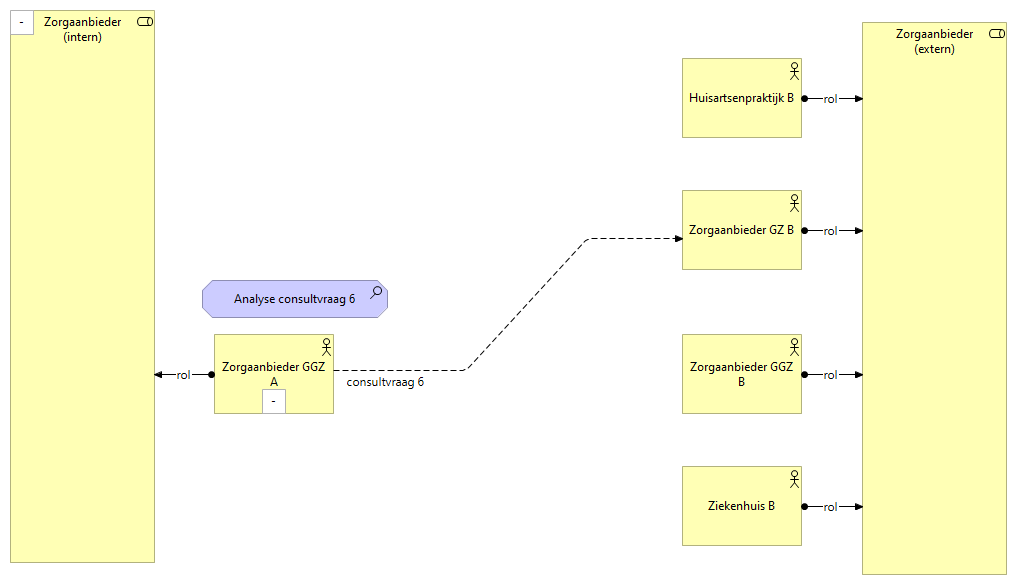 -
Zorgaanbieder
(intern)
Zorgaanbieder
(extern)
Huisartsenpraktijk B
rol
Zorgaanbieder GZ B
rol
Analyse consultvraag 6
rol
Zorgaanbieder GGZ
A
-
consultvraag 6
Zorgaanbieder GGZ
B
rol
Ziekenhuis B
rol